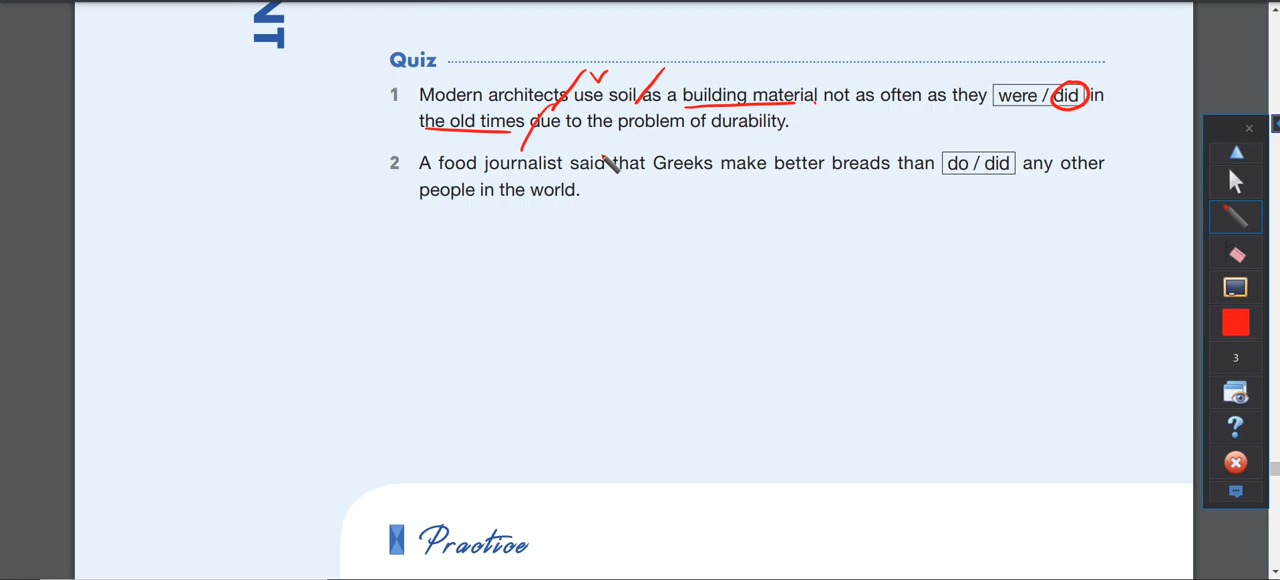 NT
Quiz
1 Modern architects use soil as a building material not as often as they were / did in
the old times due to the problem of durability.
2 A food journalist said that Greeks make better breads than do / did any other
people in the world.
3
Practice